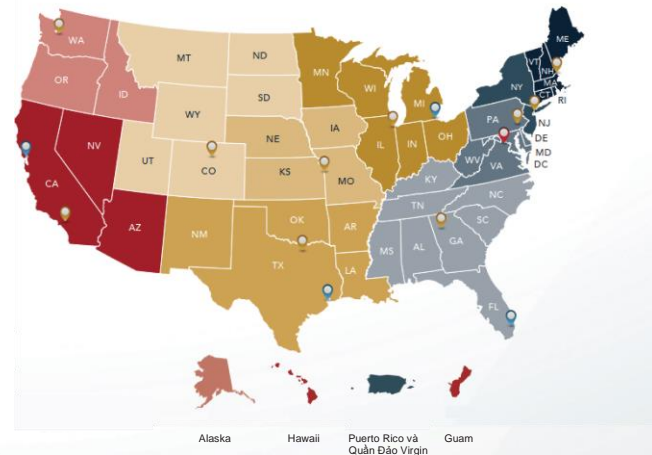 WA
OR
ID
MT
ND
SD
WY
NE
IA
UT
CO
KS
MO
NV
CA
AZ
NM
OK
TX
AR
LA
MN
WI
MI
IL
IN
OH
KY
TN
MS
AL
GA
NC
SC
FL
WV
VA
PA
NY
VT
NH
ME
MA
CT
RI
NJ
DE
MD
DC
Alaska
Hawaii
Puerto Rico và
Quần Đảo Virgin
Guam